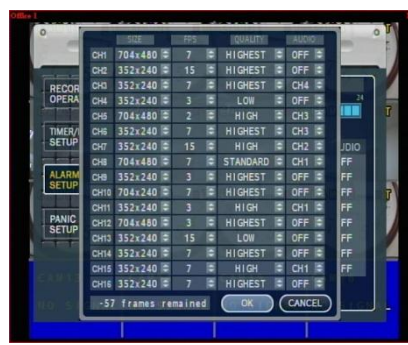 Office 1
SIZE FPS QUALITY AUDIO
CH1 704x480 7 HIGHEST OFF
CH2 352x240 15 HIGHEST OFF
CH3 352x240 7 HIGHEST CH4
CH4 352x240 3 LOW OFF
CH5 704x480 2 HIGH CH3
CH6 352x240 7 HIGHEST CH3
CH7 352x240 15 HIGH CH2
CH8 704x480 7 STANDARD CH1
CH9 352x240 3 HIGHEST OFF
CH10 704x240 7 HIGHEST OFF
CH11 352x240 3 HIGH CH1
CH12 704x480 3 HIGHEST OFF
CH13 352x240 15 LOW OFF
CH14 352x240 7 HIGHEST OFF
CH15 352x240 7 HIGH CH1
CH16 352x240 7 HIGHEST OFF
-57 frames remained OK CANCEL
RECOR
OPERA
TIMER/
SETUP
ALARM
SETUP
PANIC
SETUP
24
UDIO
FF
FF
FF
FF
FF
FF
FF
FF